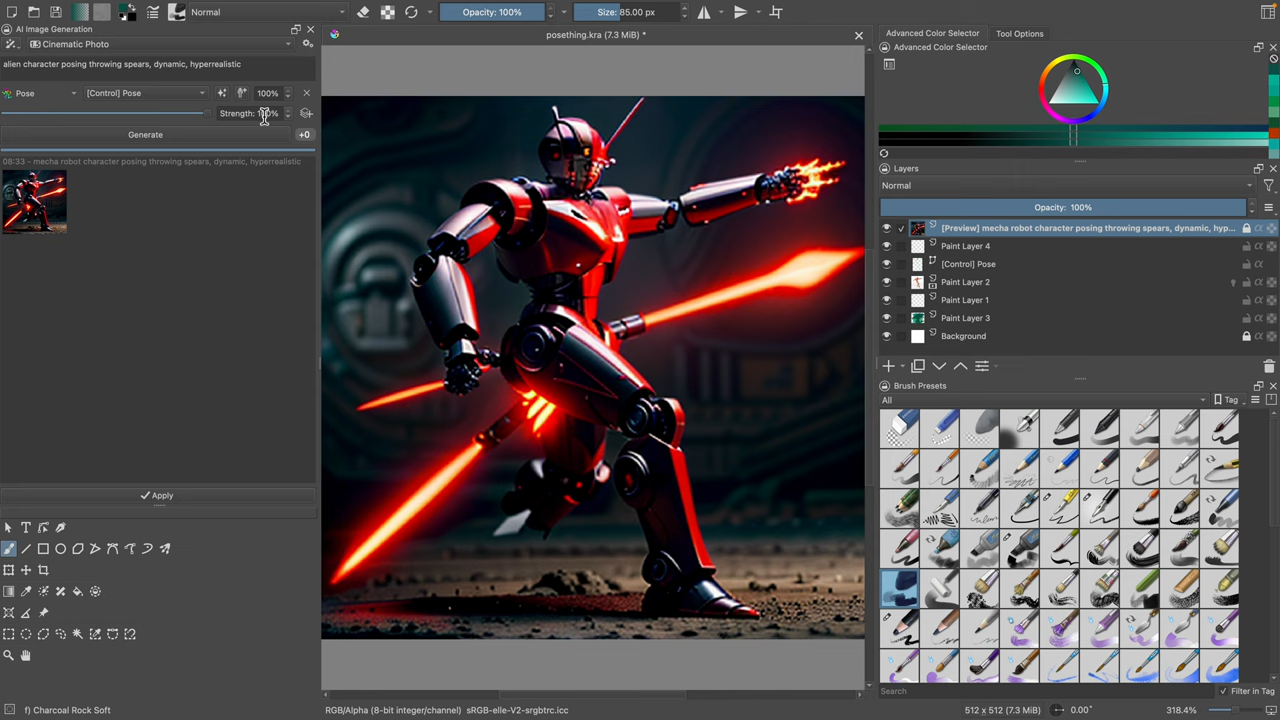 Normal
Opacity: 100%
Size: 85.00 px
AI Image Generation
Cinematic Photo
alien character posing throwing spears, dynamic, hyperrealistic
Pose
[Control] Pose
100%
Strength: 100%
Generate
+0
08:33 - mecha robot character posing throwing spears, dynamic, hyperrealistic
Apply
f) Charcoal Rock Soft
posething.kra (7.3 MiB) *
RGB/Alpha (8-bit integer/channel) sRGB-elle-V2-srgbtrc.icc
512 x 512 (7.3 MiB)
0.00°
318.4%
Advanced Color Selector
Tool Options
Advanced Color Selector
Layers
Normal
Opacity: 100%
[Preview] mecha robot character posing throwing spears, dynamic, hyp...
Paint Layer 4
[Control] Pose
Paint Layer 2
Paint Layer 1
Paint Layer 3
Background
Brush Presets
All
Tag
Search
Filter in Tag